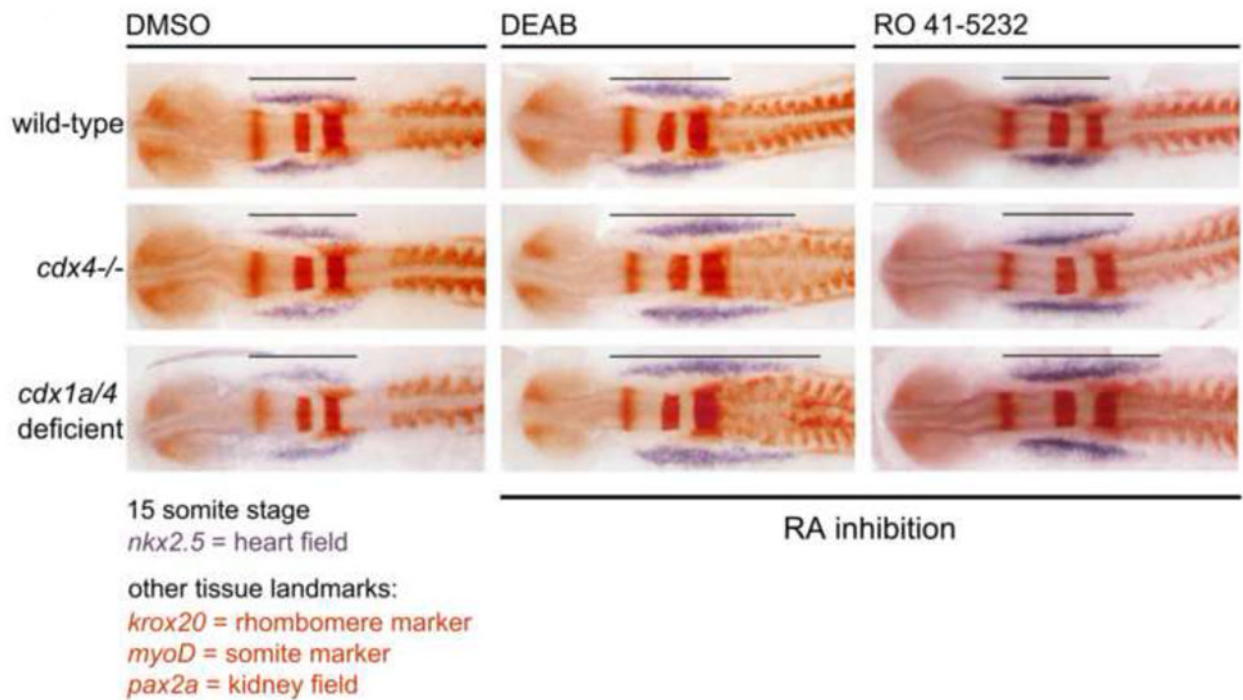 DMSO DEAB RO 41-5232
wild-type
cdx4-/-
cdx1a/4
deficient
15 somite stage
nkx2.5 = heart field
RA inhibition
other tissue landmarks:
krox20 = rhombomere marker
myoD = somite marker
pax2a = kidney field